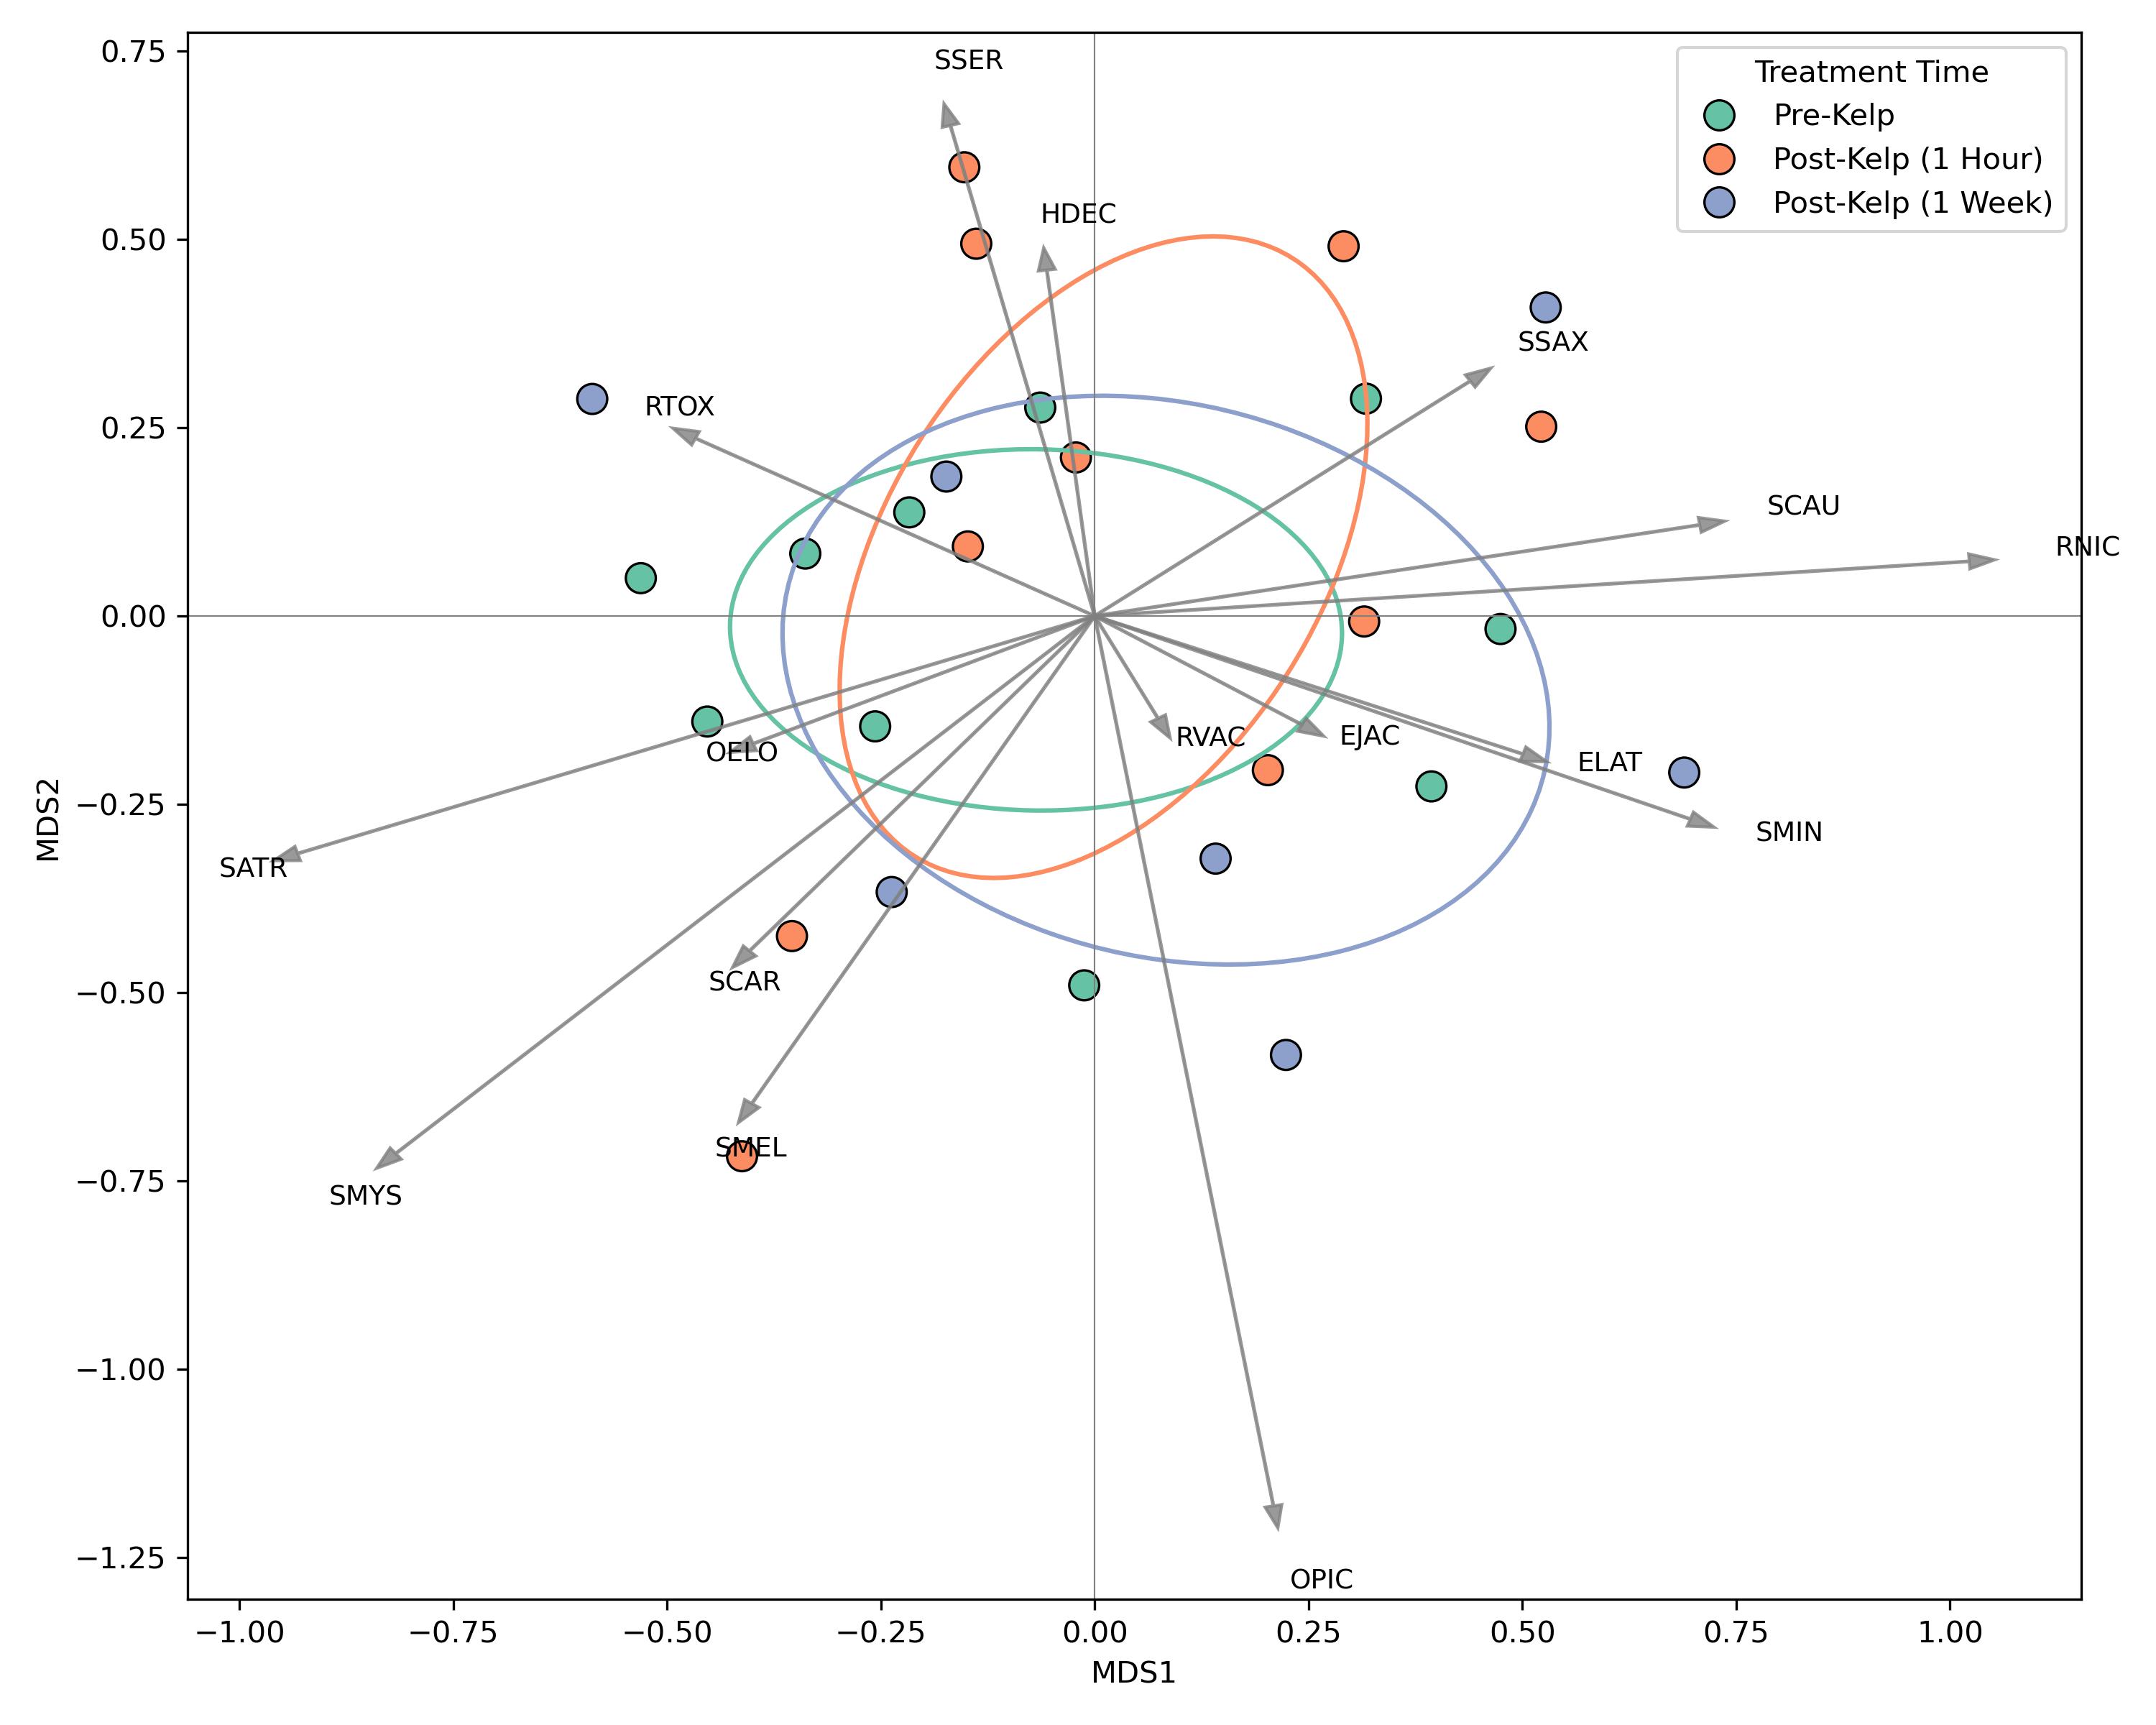 0.75
0.50
0.25
0.00
−0.25
−0.50
−0.75
−1.00
−1.25
MDS2
Treatment Time
Pre-Kelp
Post-Kelp (1 Hour)
Post-Kelp (1 Week)
SSER
HDEC
SSAX
RTOX
SCAU
RNIC
RVAC
EJAC
OELO
ELAT
SMIN
SATR
SCAR
SMEL
SMYS
OPIC
−1.00
−0.75
−0.50
−0.25
0.00
0.25
0.50
0.75
1.00
MDS1